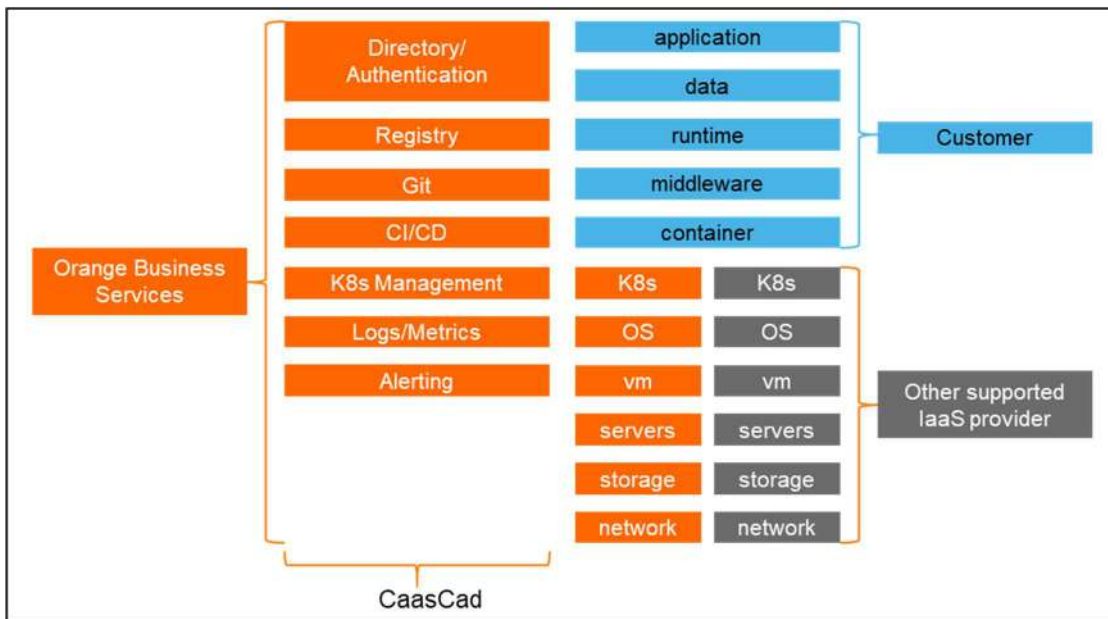 Directory/
Authentication
Registry
Git
CI/CD
K8s Management
Logs/Metrics
Alerting
Orange Business
Services
CaasCad
application
data
runtime
middleware
container
Customer
K8s
OS
vm
servers
storage
network
K8s
OS
vm
servers
storage
network
Other supported
IaaS provider